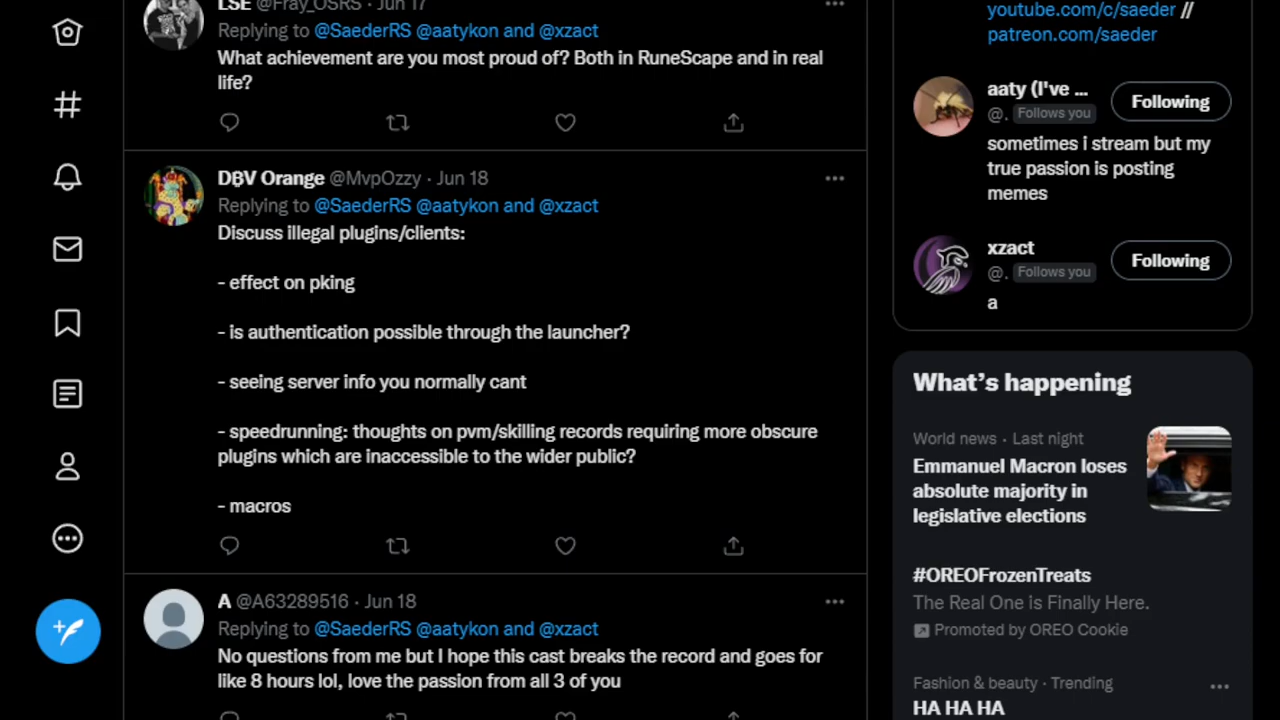 LSE @Fray_OSRS · Jun 17
Replying to @SaederRS @aatykon and @xzact
What achievement are you most proud of? Both in RuneScape and in real
life?
DBV Orange @MvpOzzy · Jun 18
Replying to @SaederRS @aatykon and @xzact
Discuss illegal plugins/clients:
- effect on pking
- is authentication possible through the launcher?
- seeing server info you normally cant
- speedrunning: thoughts on pvm/skilling records requiring more obscure
plugins which are inaccessible to the wider public?
- macros
A @A63289516 · Jun 18
Replying to @SaederRS @aatykon and @xzact
No questions from me but I hope this cast breaks the record and goes for
like 8 hours lol, love the passion from all 3 of you
youtube.com/c/saeder //
patreon.com/saeder
aaty (I've ...
@. Follows you
Following
sometimes i stream but my
true passion is posting
memes
xzact
@. Follows you
Following
a
What's happening
World news · Last night
Emmanuel Macron loses
absolute majority in
legislative elections
#OREOFrozenTreats
The Real One is Finally Here.
Promoted by OREO Cookie
Fashion & beauty · Trending
HA HA HA